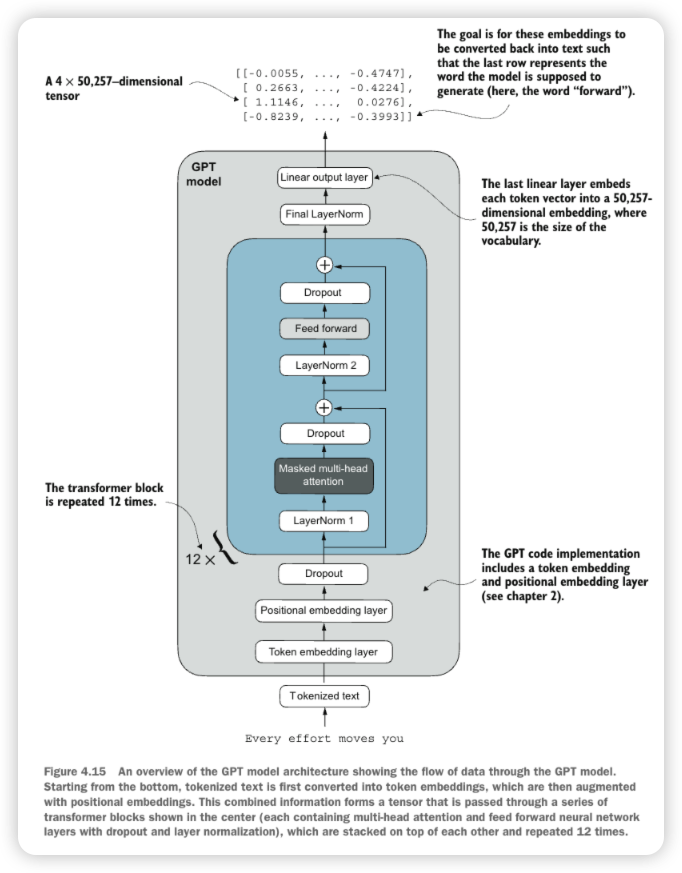 The goal is for these embeddings to
be converted back into text such
that the last row represents the
word the model is supposed to
generate (here, the word “forward”).
A 4 × 50,257–dimensional
tensor
[[-0.0055, ..., -0.4747],
[ 0.2663, ..., -0.4224],
[ 1.1146, ..., 0.0276],
[-0.8239, ..., -0.3993]]
GPT
model
Linear output layer
The last linear layer embeds
each token vector into a 50,257-
dimensional embedding, where
50,257 is the size of the
vocabulary.
Final LayerNorm
+
Dropout
Feed forward
LayerNorm 2
+
Dropout
Masked multi-head
attention
The transformer block
is repeated 12 times.
LayerNorm 1
12 × {
The GPT code implementation
includes a token embedding
and positional embedding layer
(see chapter 2).
Dropout
Positional embedding layer
Token embedding layer
Tokenized text
Every effort moves you
Figure 4.15 An overview of the GPT model architecture showing the flow of data through the GPT model.
Starting from the bottom, tokenized text is first converted into token embeddings, which are then augmented
with positional embeddings. This combined information forms a tensor that is passed through a series of
transformer blocks shown in the center (each containing multi-head attention and feed forward neural network
layers with dropout and layer normalization), which are stacked on top of each other and repeated 12 times.